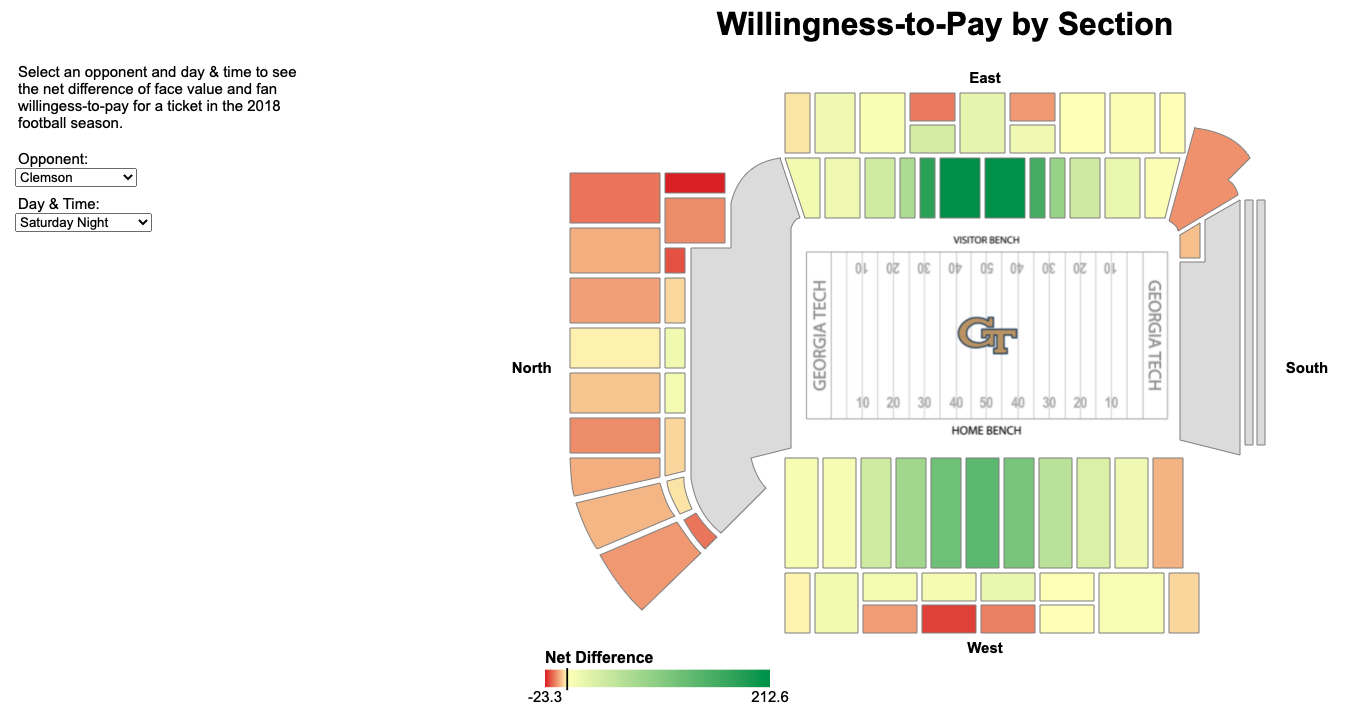 Willingness-to-Pay by Section
Select an opponent and day & time to see
the net difference of face value and fan
willingess-to-pay for a ticket in the 2018
football season.
Opponent:
Clemson
Day & Time:
Saturday Night
East
VISITOR BENCH
10 20 30 40 50 40 30 20 10
GEORGIA TECH
GT
GEORGIA TECH
North
South
10 20 30 40 50 40 30 20 10
HOME BENCH
West
Net Difference
-23.3 212.6